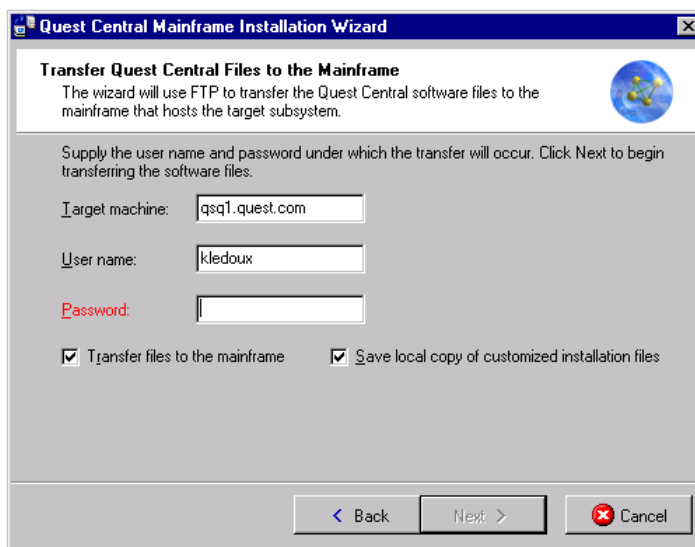 Quest Central Mainframe Installation Wizard
Transfer Quest Central Files to the Mainframe
The wizard will use FTP to transfer the Quest Central software files to the
mainframe that hosts the target subsystem.
Supply the user name and password under which the transfer will occur. Click Next to begin
transferring the software files.
Target machine: qsq1.quest.com
User name: kledoux
Password:
Transfer files to the mainframe Save local copy of customized installation files
< Back Next > Cancel